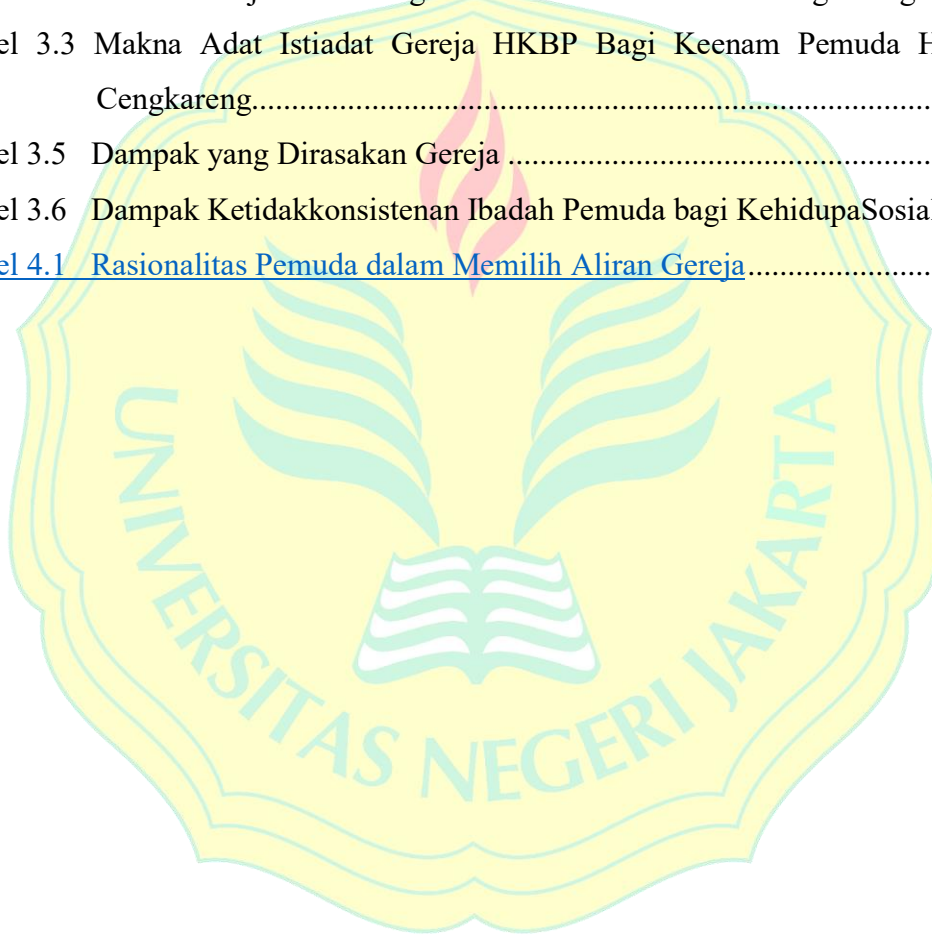 el 3.3 Makna Adat Istiadat Gereja HKBP Bagi Keenam Pemuda H
Cengkareng..............................................................................
el 3.5 Dampak yang Dirasakan Gereja ................................................
el 3.6 Dampak Ketidakkonsistenan Ibadah Pemuda bagi KehidupaSosial
el 4.1 Rasionalitas Pemuda dalam Memilih Aliran Gereja.....................
UNIVERSITAS NEGERI JAKARTA